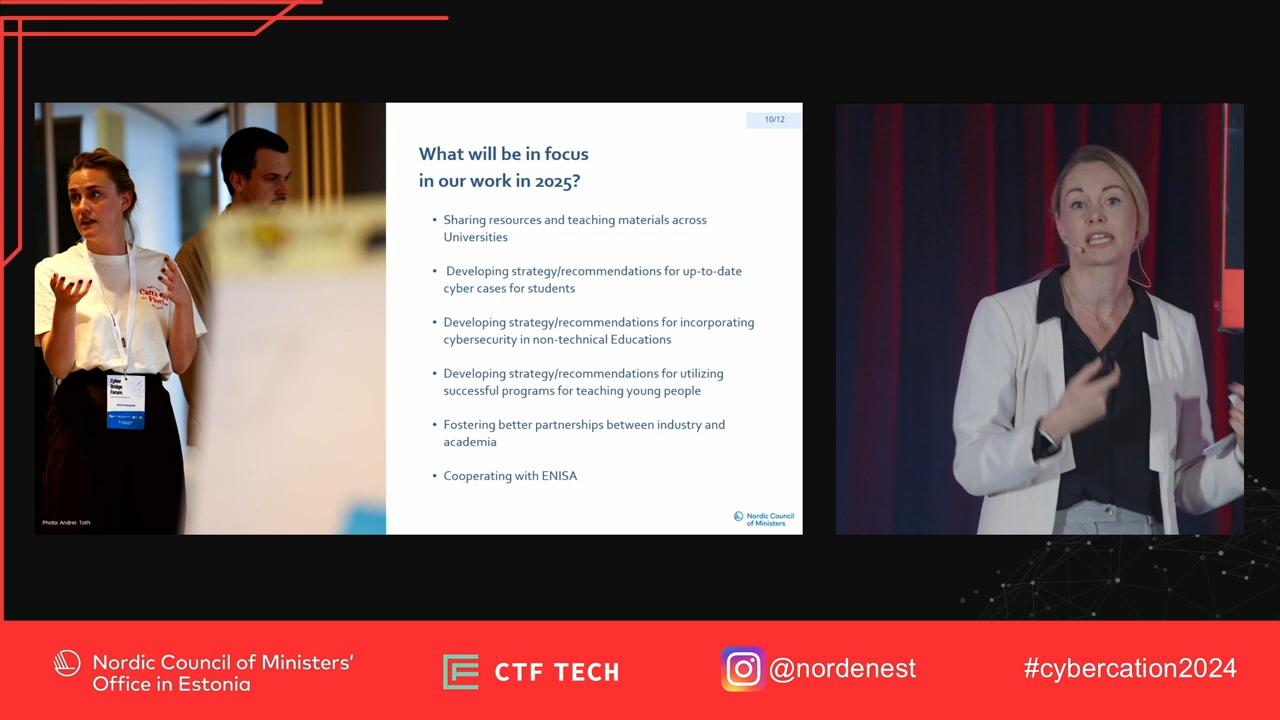 10/12
What will be in focus
in our work in 2025?
• Sharing resources and teaching materials across
Universities
• Developing strategy/recommendations for up-to-date
cyber cases for students
• Developing strategy/recommendations for incorporating
cybersecurity in non-technical Educations
• Developing strategy/recommendations for utilizing
successful programs for teaching young people
• Fostering better partnerships between industry and
academia
• Cooperating with ENISA
Nordic Council
of Ministers
Cyber
Bridge
Forum
Photo: Andrei Toth
Nordic Council of Ministers'
Office in Estonia
CTF TECH
@nordenest
#cybercation2024